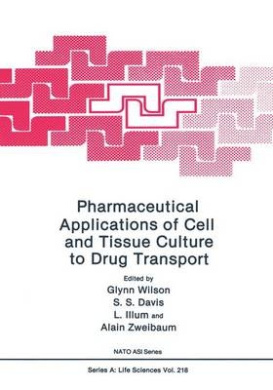 Pharmaceutical
Applications of Cell
and Tissue Culture
to Drug Transport
Edited by
Glynn Wilson
S. S. Davis
L. Illum and
Alain Zweibaum
NATO ASI Series
Series A: Life Sciences Vol. 218